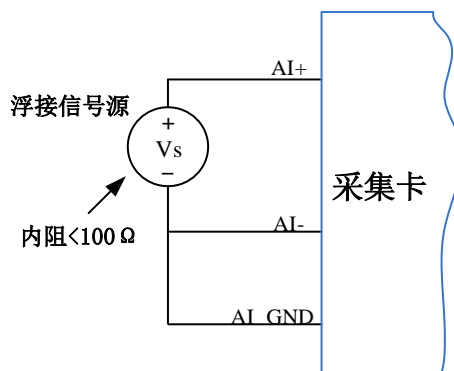 AI+
浮接信号源
+
Vs
−
采集卡
内阻<100Ω
AI-
AI_GND